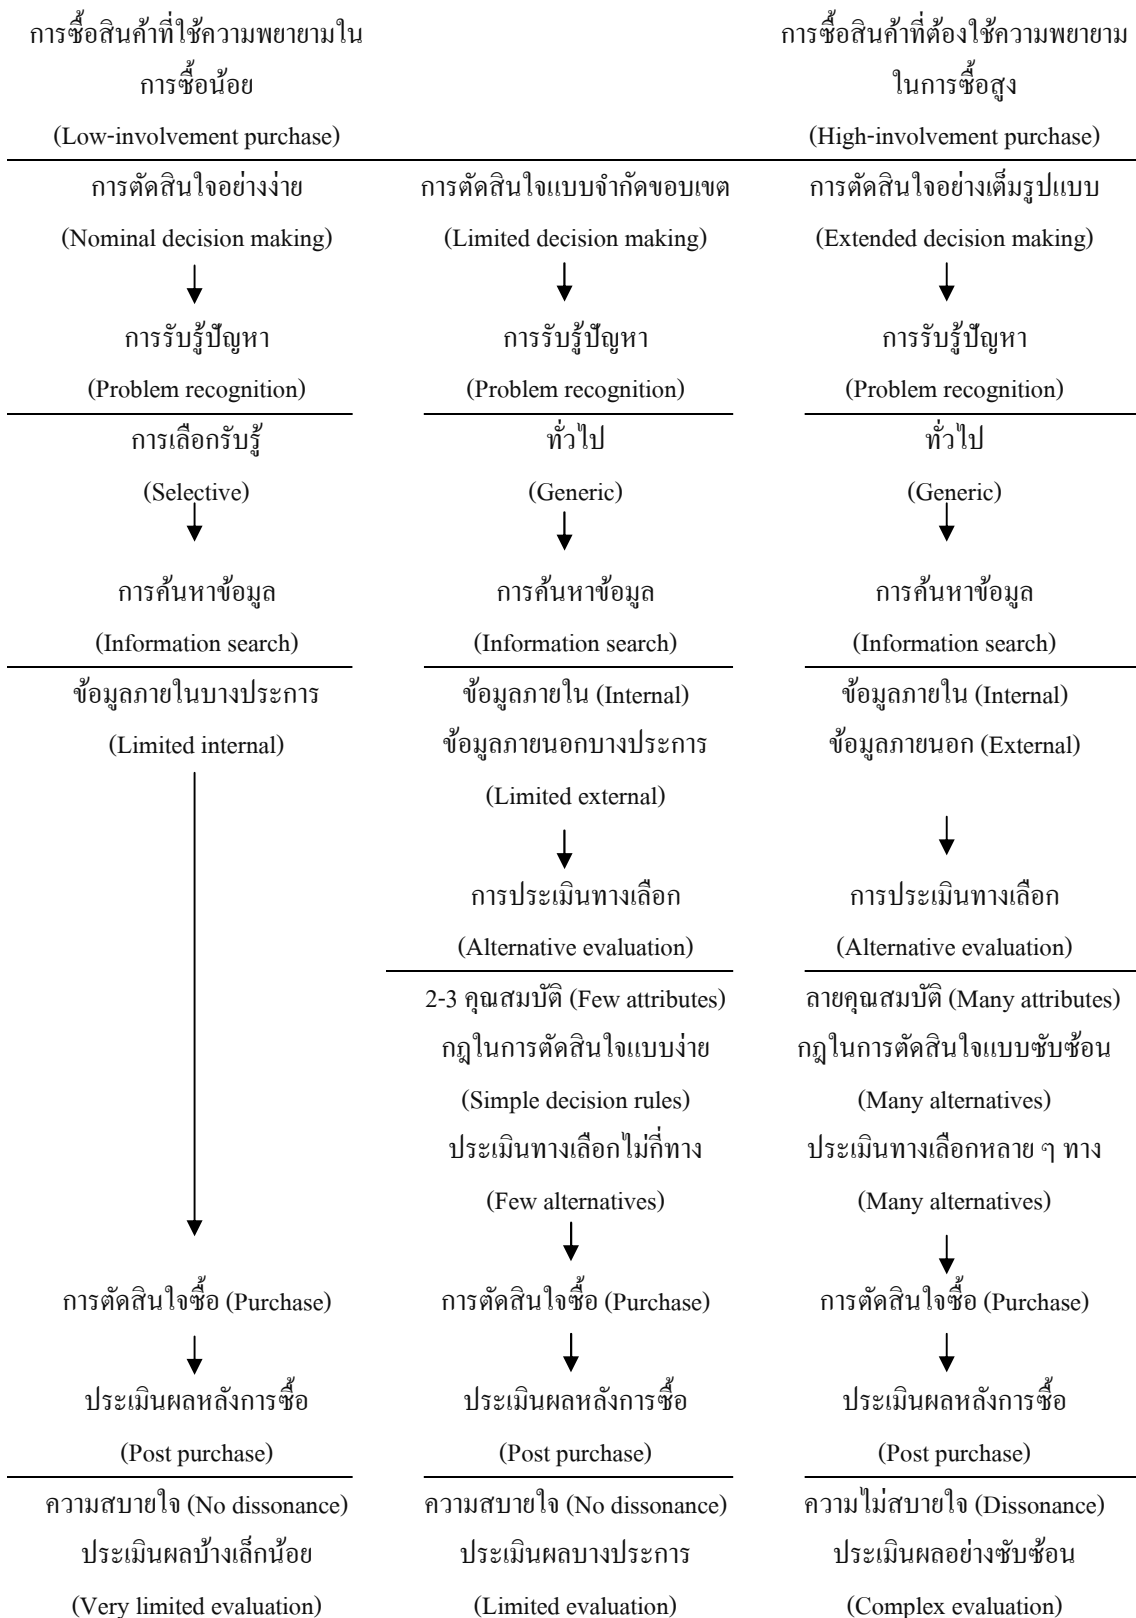 การซื้อสินค้าที่ใช้ความพยายามใน
การซื้อน้อย
(Low-involvement purchase)
การซื้อสินค้าที่ต้องใช้ความพยายาม
ในการซื้อสูง
(High-involvement purchase)
การตัดสินใจอย่างง่าย
(Nominal decision making)
การรับรู้ปัญหา
(Problem recognition)
การเลือกรับรู้
(Selective)
การค้นหาข้อมูล
(Information search)
ข้อมูลภายในบางประการ
(Limited internal)
การตัดสินใจซื้อ (Purchase)
ประเมินผลหลังการซื้อ
(Post purchase)
ความสบายใจ (No dissonance)
ประเมินผลบ้างเล็กน้อย
(Very limited evaluation)
การตัดสินใจแบบจำกัดขอบเขต
(Limited decision making)
การรับรู้ปัญหา
(Problem recognition)
ทั่วไป
(Generic)
การค้นหาข้อมูล
(Information search)
ข้อมูลภายใน (Internal)
ข้อมูลภายนอกบางประการ
(Limited external)
การประเมินทางเลือก
(Alternative evaluation)
2-3 คุณสมบัติ (Few attributes)
กฎในการตัดสินใจแบบง่าย
(Simple decision rules)
ประเมินทางเลือกไม่กี่ทาง
(Few alternatives)
การตัดสินใจซื้อ (Purchase)
ประเมินผลหลังการซื้อ
(Post purchase)
ความสบายใจ (No dissonance)
ประเมินผลบางประการ
(Limited evaluation)
การตัดสินใจอย่างเต็มรูปแบบ
(Extended decision making)
การรับรู้ปัญหา
(Problem recognition)
ทั่วไป
(Generic)
การค้นหาข้อมูล
(Information search)
ข้อมูลภายใน (Internal)
ข้อมูลภายนอก (External)
การประเมินทางเลือก
(Alternative evaluation)
ลายคุณสมบัติ (Many attributes)
กฎในการตัดสินใจแบบซับซ้อน
(Many alternatives)
ประเมินทางเลือกหลาย ๆ ทาง
(Many alternatives)
การตัดสินใจซื้อ (Purchase)
ประเมินผลหลังการซื้อ
(Post purchase)
ความไม่สบายใจ (Dissonance)
ประเมินผลอย่างซับซ้อน
(Complex evaluation)